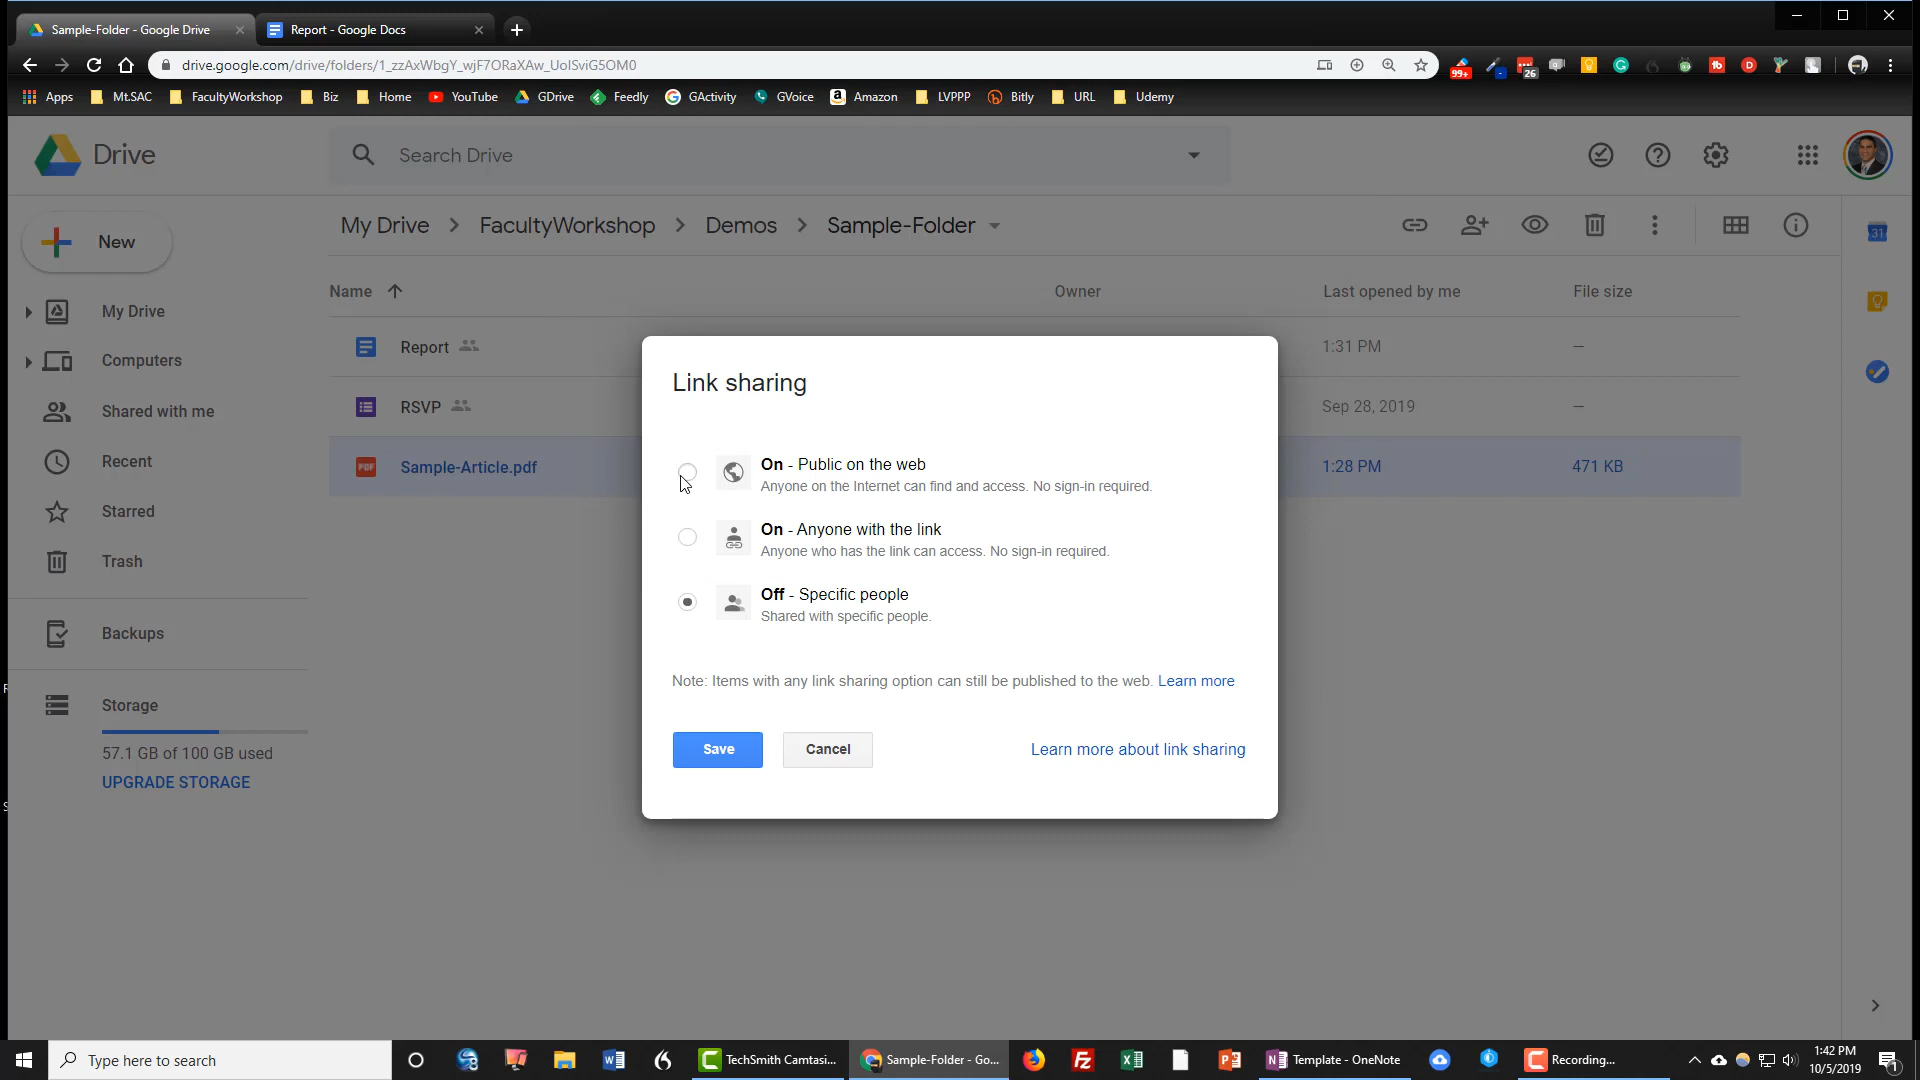 Sample-Folder - Google Drive
Report - Google Docs
drive.google.com/drive/folders/1_zzAxWbgY_wjF7ORaXAw_UolSviG5OM0
99+
26
Apps Mt.SAC FacultyWorkshop Biz Home YouTube GDrive Feedly GActivity GVoice Amazon LVPPP Bitly URL Udemy
Drive
Search Drive
New
My Drive > FacultyWorkshop > Demos > Sample-Folder
31
Name Owner Last opened by me File size
My Drive
Computers
Shared with me
Recent
Starred
Trash
Backups
Storage
57.1 GB of 100 GB used
UPGRADE STORAGE
Report 1:31 PM –
RSVP Sep 28, 2019 –
PDF Sample-Article.pdf 1:28 PM 471 KB
Link sharing
On - Public on the web
Anyone on the Internet can find and access. No sign-in required.
On - Anyone with the link
Anyone who has the link can access. No sign-in required.
Off - Specific people
Shared with specific people.
Note: Items with any link sharing option can still be published to the web. Learn more
Save Cancel Learn more about link sharing
Type here to search
TechSmith Camtasi...
Sample-Folder - Go...
Template - OneNote
Recording...
1:42 PM
10/5/2019
1